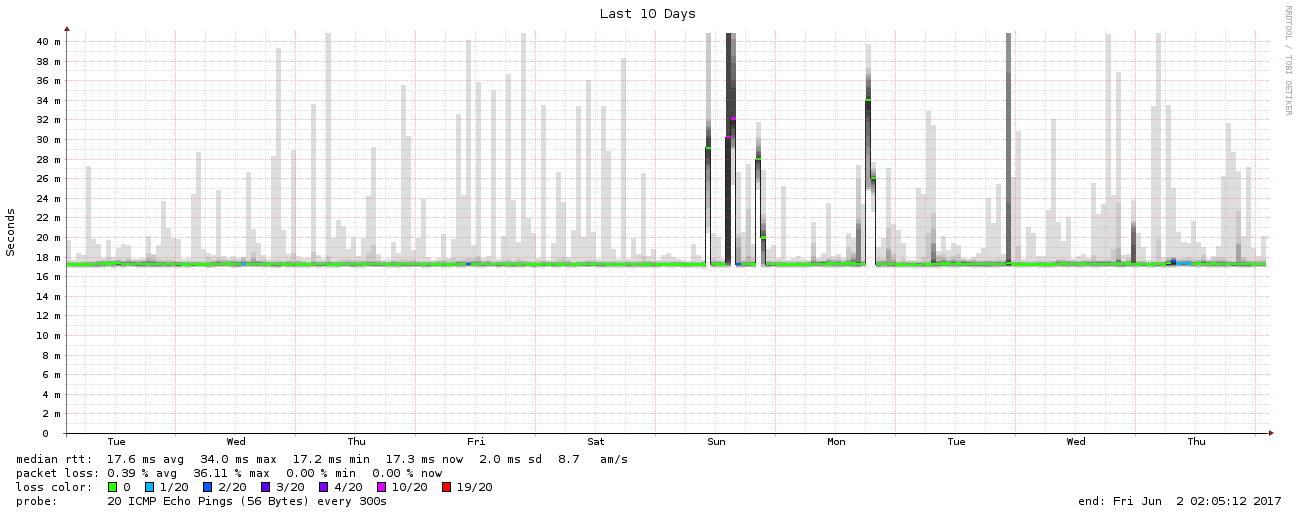 Last 10 Days
RRDTOOL / TOBI OETIKER
Seconds
40 m
38 m
36 m
34 m
32 m
30 m
28 m
26 m
24 m
22 m
20 m
18 m
16 m
14 m
12 m
10 m
8 m
6 m
4 m
2 m
0
Tue Wed Thu Fri Sat Sun Mon Tue Wed Thu
median rtt: 17.6 ms avg 34.0 ms max 17.2 ms min 17.3 ms now 2.0 ms sd 8.7 am/s
packet loss: 0.39 % avg 36.11 % max 0.00 % min 0.00 % now
loss color: 0 1/20 2/20 3/20 4/20 10/20 19/20
probe: 20 ICMP Echo Pings (56 Bytes) every 300s end: Fri Jun 2 02:05:12 2017